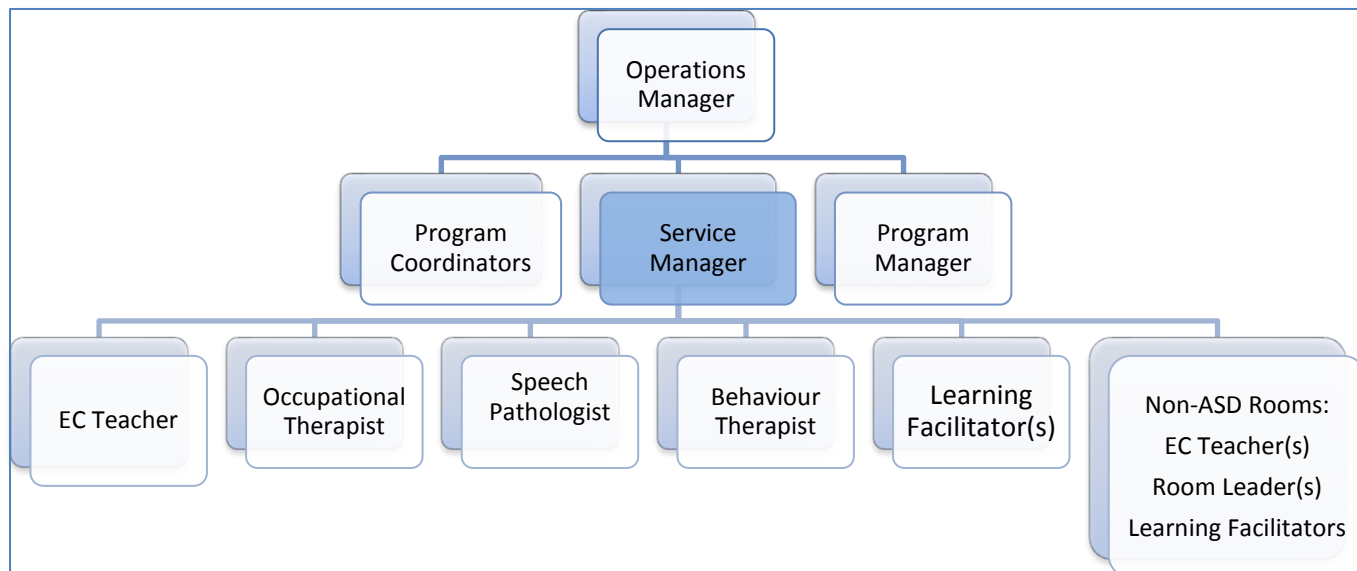 Operations
Manager
Program
Coordinators
Service
Manager
Program
Manager
EC Teacher
Occupational
Therapist
Speech
Pathologist
Behaviour
Therapist
Learning
Facilitator(s)
Non-ASD Rooms:
EC Teacher(s)
Room Leader(s)
Learning Facilitators